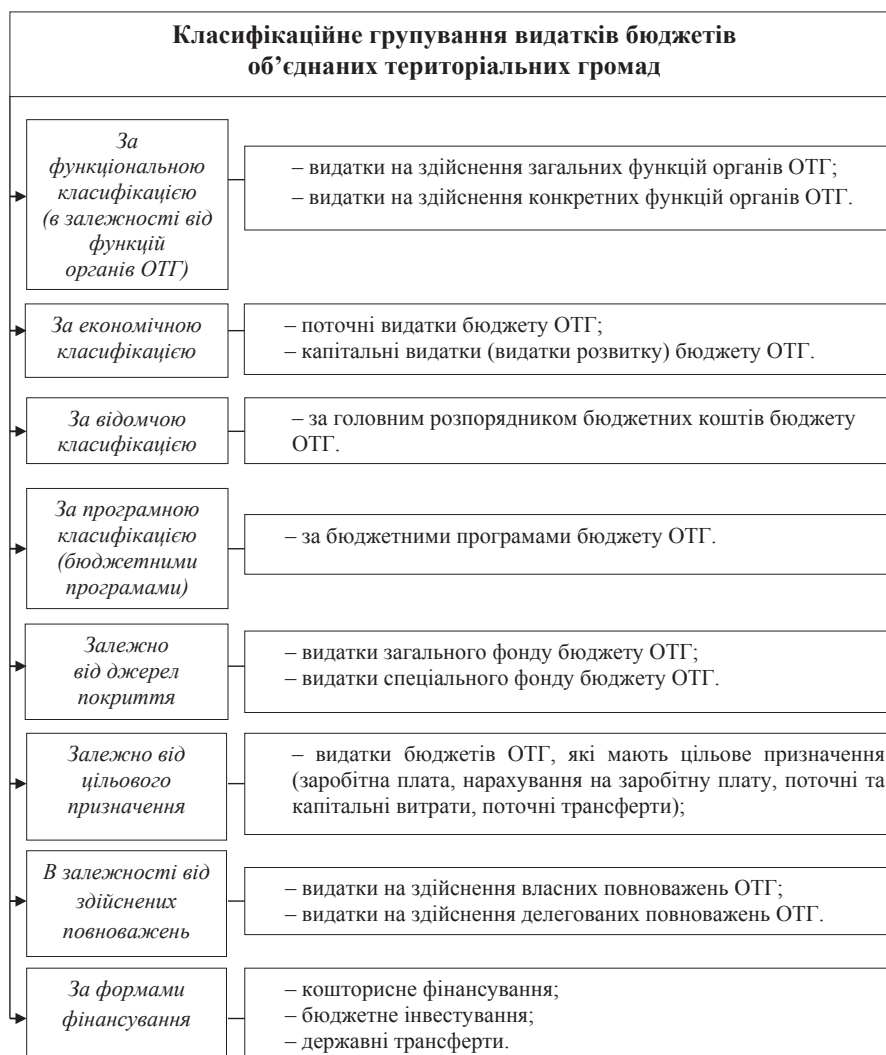 Класифікаційне групування видатків бюджетів
об’єднаних територіальних громад
За
функціональною
класифікацією
(в залежності від
функцій
органів ОТГ)
– видатки на здійснення загальних функцій органів ОТГ;
– видатки на здійснення конкретних функцій органів ОТГ.
За економічною
класифікацією
– поточні видатки бюджету ОТГ;
– капітальні видатки (видатки розвитку) бюджету ОТГ.
За відомчою
класифікацією
– за головним розпорядником бюджетних коштів бюджету
ОТГ.
За програмною
класифікацією
(бюджетними
програмами)
– за бюджетними програмами бюджету ОТГ.
Залежно
від джерел
покриття
– видатки загального фонду бюджету ОТГ;
– видатки спеціального фонду бюджету ОТГ.
Залежно від
цільового
призначення
– видатки бюджетів ОТГ, які мають цільове призначення
(заробітна плата, нарахування на заробітну плату, поточні та
капітальні витрати, поточні трансферти);
В залежності від
здійснених
повноважень
– видатки на здійснення власних повноважень ОТГ;
– видатки на здійснення делегованих повноважень ОТГ.
За формами
фінансування
– кошторисне фінансування;
– бюджетне інвестування;
– державні трансферти.